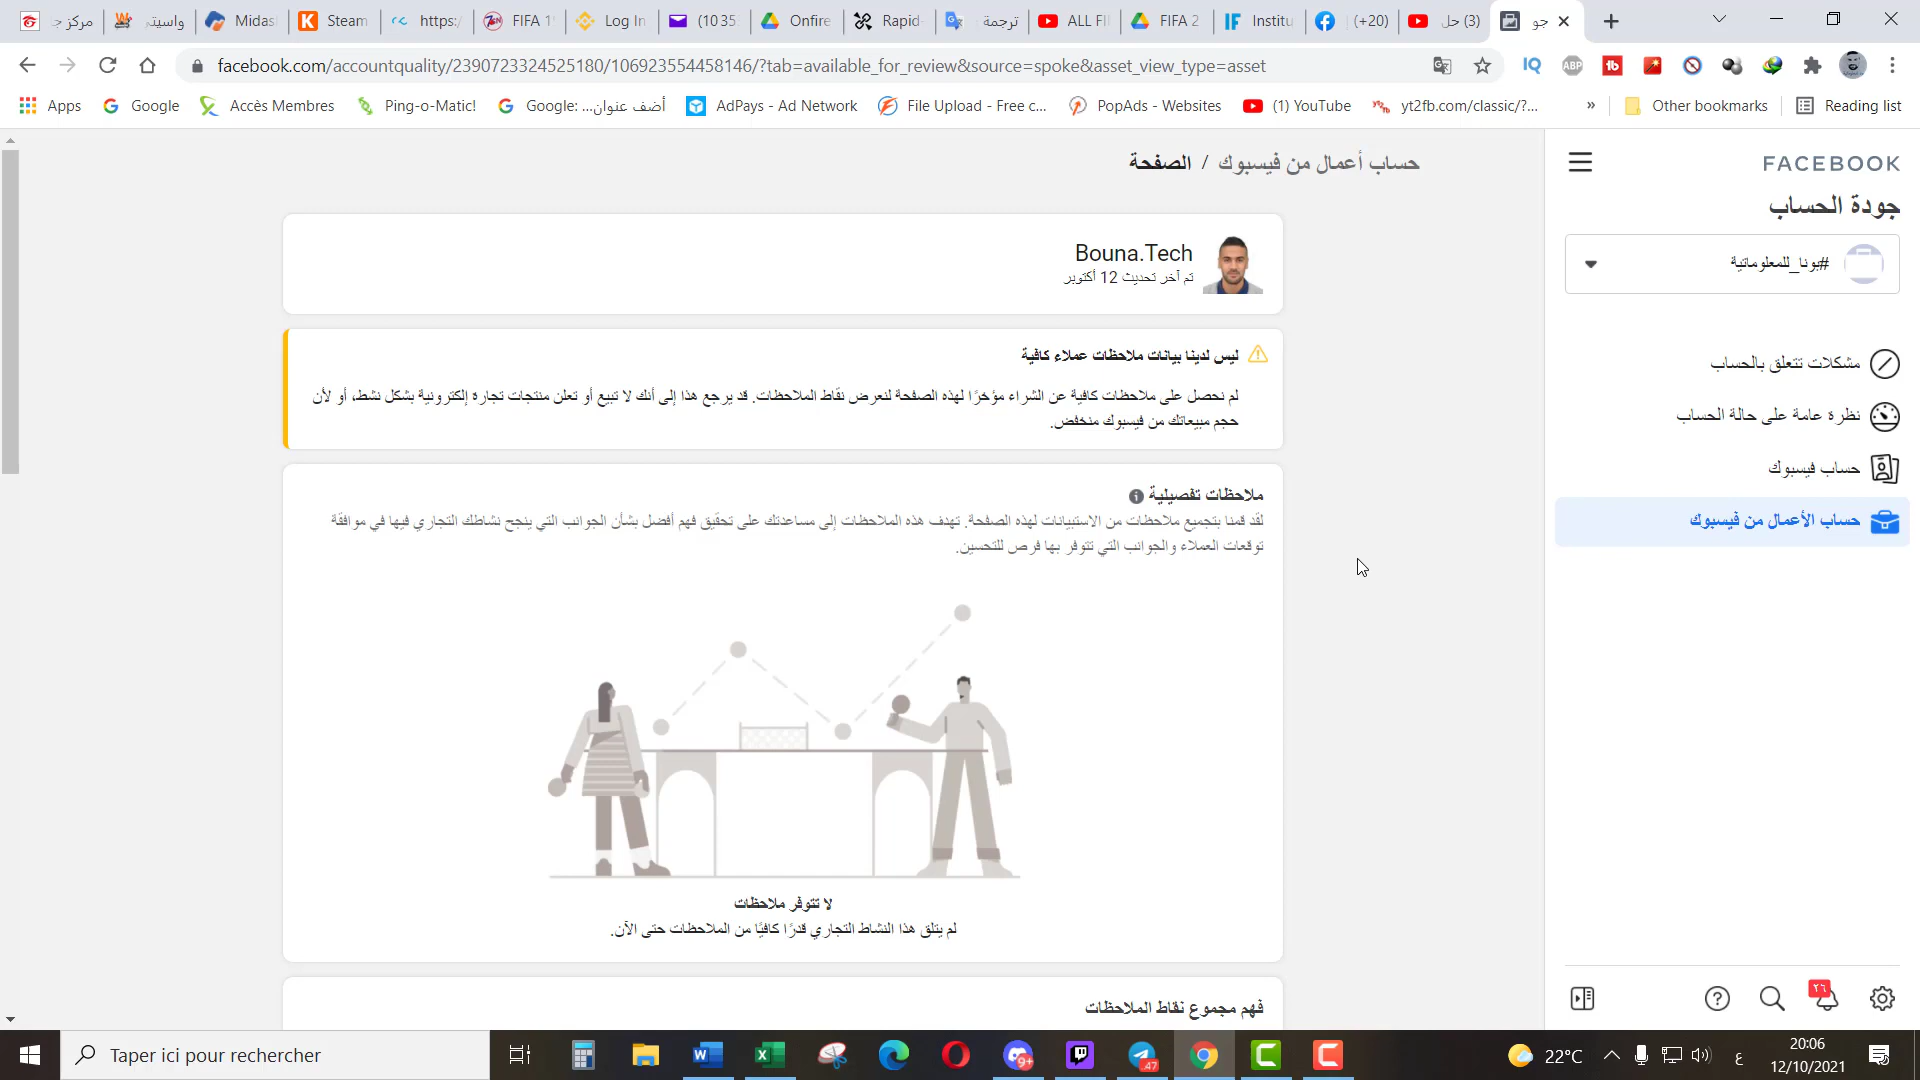 مركز ج
واسيتر
Midas
Steam
https:/
FIFA 1
Log In
(10 35
Onfire
Rapid
ترجمة
ALL FI
FIFA 2
Institu
(20+)
(3) حل
جو
facebook.com/accountquality/2390723324525180/106923554458146/?tab=available_for_review&source=spoke&asset_view_type=asset
Apps
Google
Accès Membres
Ping-o-Matic!
Google: ...أضف عنوان
AdPays - Ad Network
File Upload - Free c...
PopAds - Websites
(1) YouTube
yt2fb.com/classic/?...
»
Other bookmarks
Reading list
حساب أعمال من فيسبوك / الصفحة
Bouna.Tech
تم آخر تحديث 12 أكتوبر
ليس لدينا بيانات ملاحظات عملاء كافية
لم نحصل على ملاحظات كافية عن الشراء مؤخرًا لهذه الصفحة لنعرض نقاط الملاحظات. قد يرجع هذا إلى أنك لا تبيع أو تعلن منتجات تجارة إلكترونية بشكل نشط، أو لأن
حجم مبيعاتك من فيسبوك منخفض.
ملاحظات تفصيلية
لقد قمنا بتجميع ملاحظات من الاستبيانات لهذه الصفحة. تهدف هذه الملاحظات إلى مساعدتك على تحقيق فهم أفضل بشأن الجوانب التي ينجح نشاطك التجاري فيها في موافقة
توقعات العملاء والجوانب التي تتوفر بها فرص للتحسين.
لا تتوفر ملاحظات
لم يتلق هذا النشاط التجاري قدرًا كافيًا من الملاحظات حتى الآن.
فهم مجموع نقاط الملاحظات
FACEBOOK
جودة الحساب
#بونا_للمعلوماتية
مشكلات تتعلق بالحساب
نظرة عامة على حالة الحساب
حساب فيسبوك
حساب الأعمال من فيسبوك
٢٦
Taper ici pour rechercher
9+
47
22°C
ع
20:06
12/10/2021